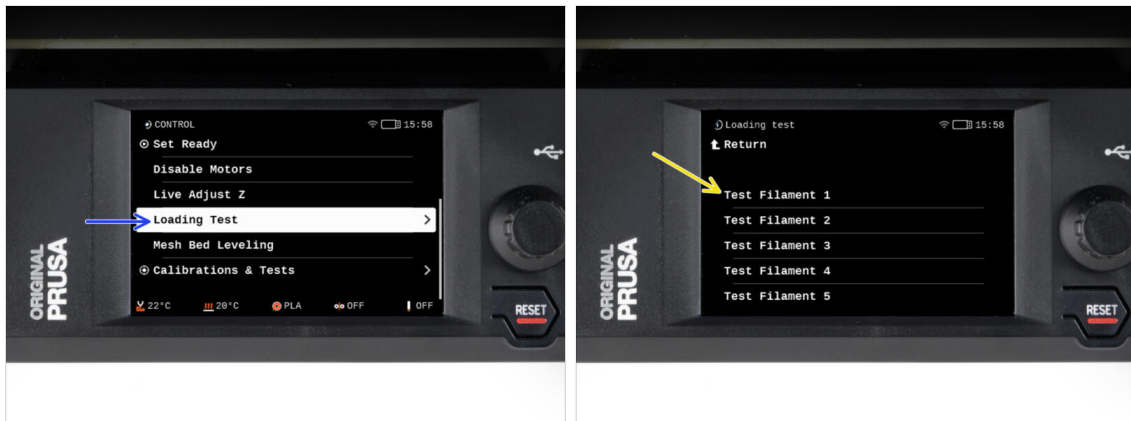 CONTROL 15:58
Set Ready
Disable Motors
Live Adjust Z
Loading Test
Mesh Bed Leveling
Calibrations & Tests
22°C 20°C PLA OFF OFF
ORIGINAL
PRUSA
RESET
Loading test 15:58
Return
Test Filament 1
Test Filament 2
Test Filament 3
Test Filament 4
Test Filament 5
ORIGINAL
PRUSA
RESET